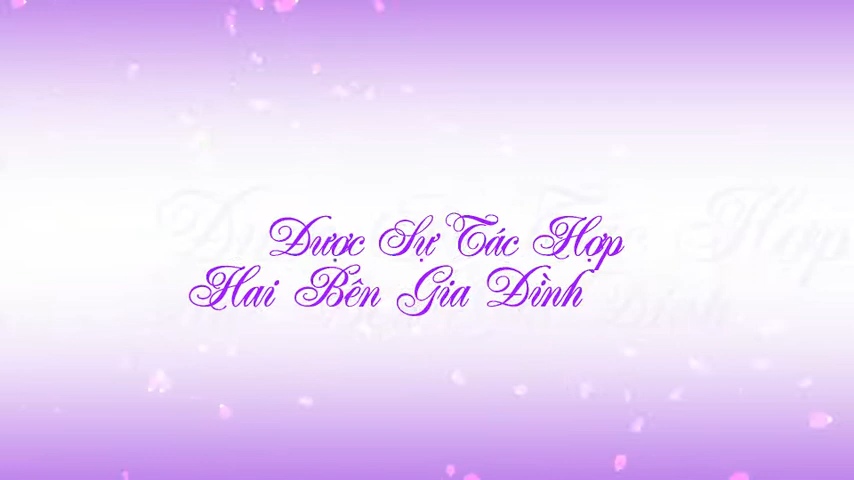 Được Sự Tác Hợp
Hai Bên Gia Đình